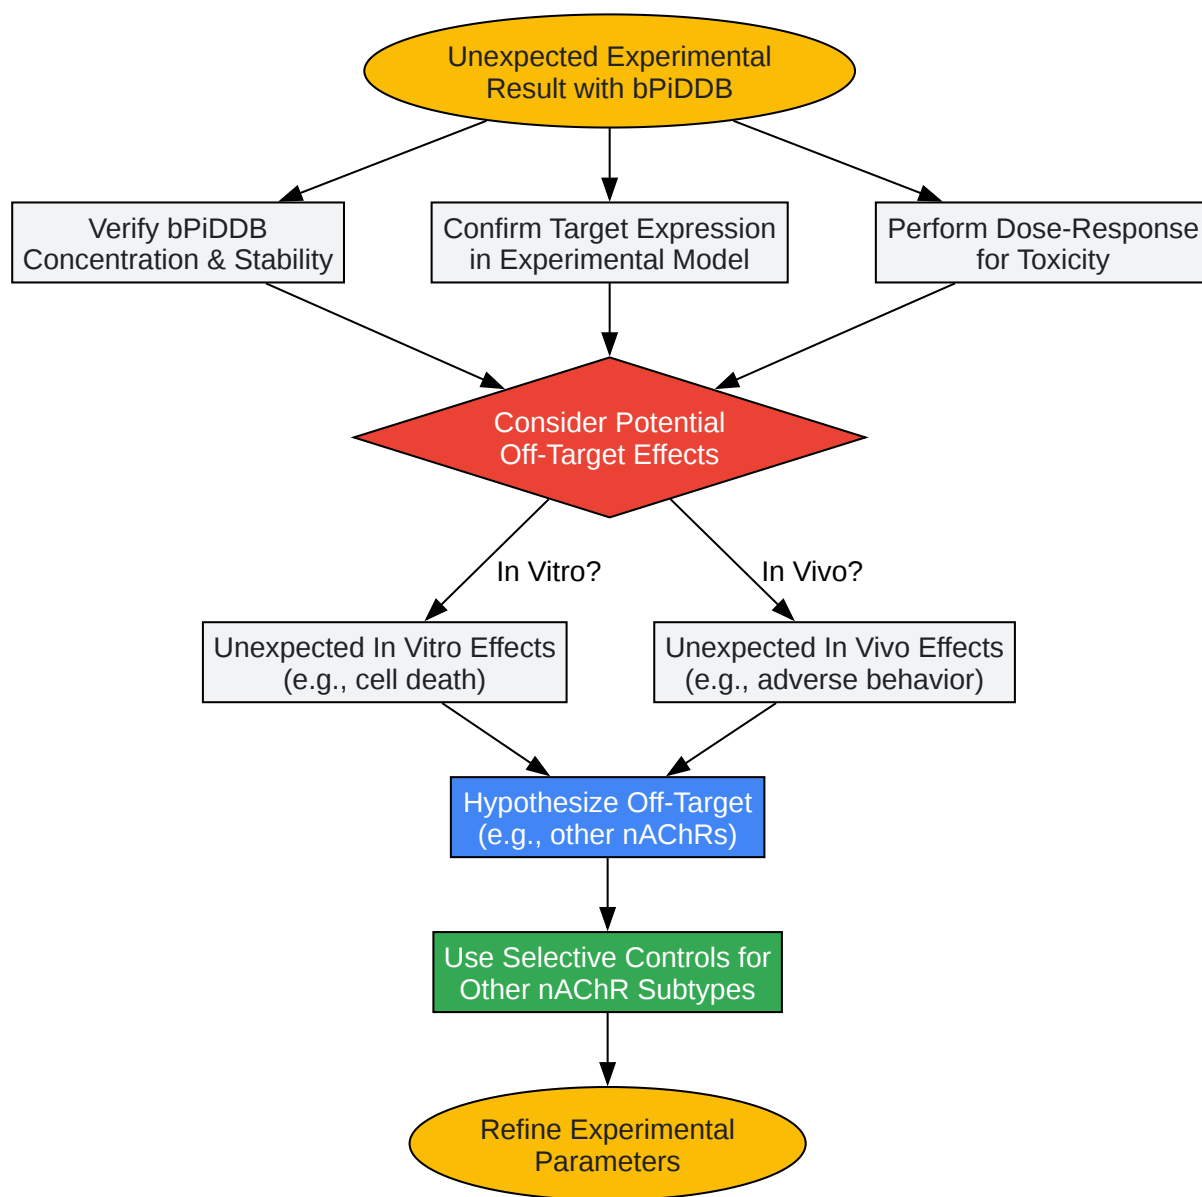 Unexpected Experimental
Result with bPiDDB
Verify bPiDDB
Concentration & Stability
Confirm Target Expression
in Experimental Model
Perform Dose-Response
for Toxicity
Consider Potential
Off-Target Effects
In Vitro?
In Vivo?
Unexpected In Vitro Effects
(e.g., cell death)
Unexpected In Vivo Effects
(e.g., adverse behavior)
Hypothesize Off-Target
(e.g., other nAChRs)
Use Selective Controls for
Other nAChR Subtypes
Refine Experimental
Parameters